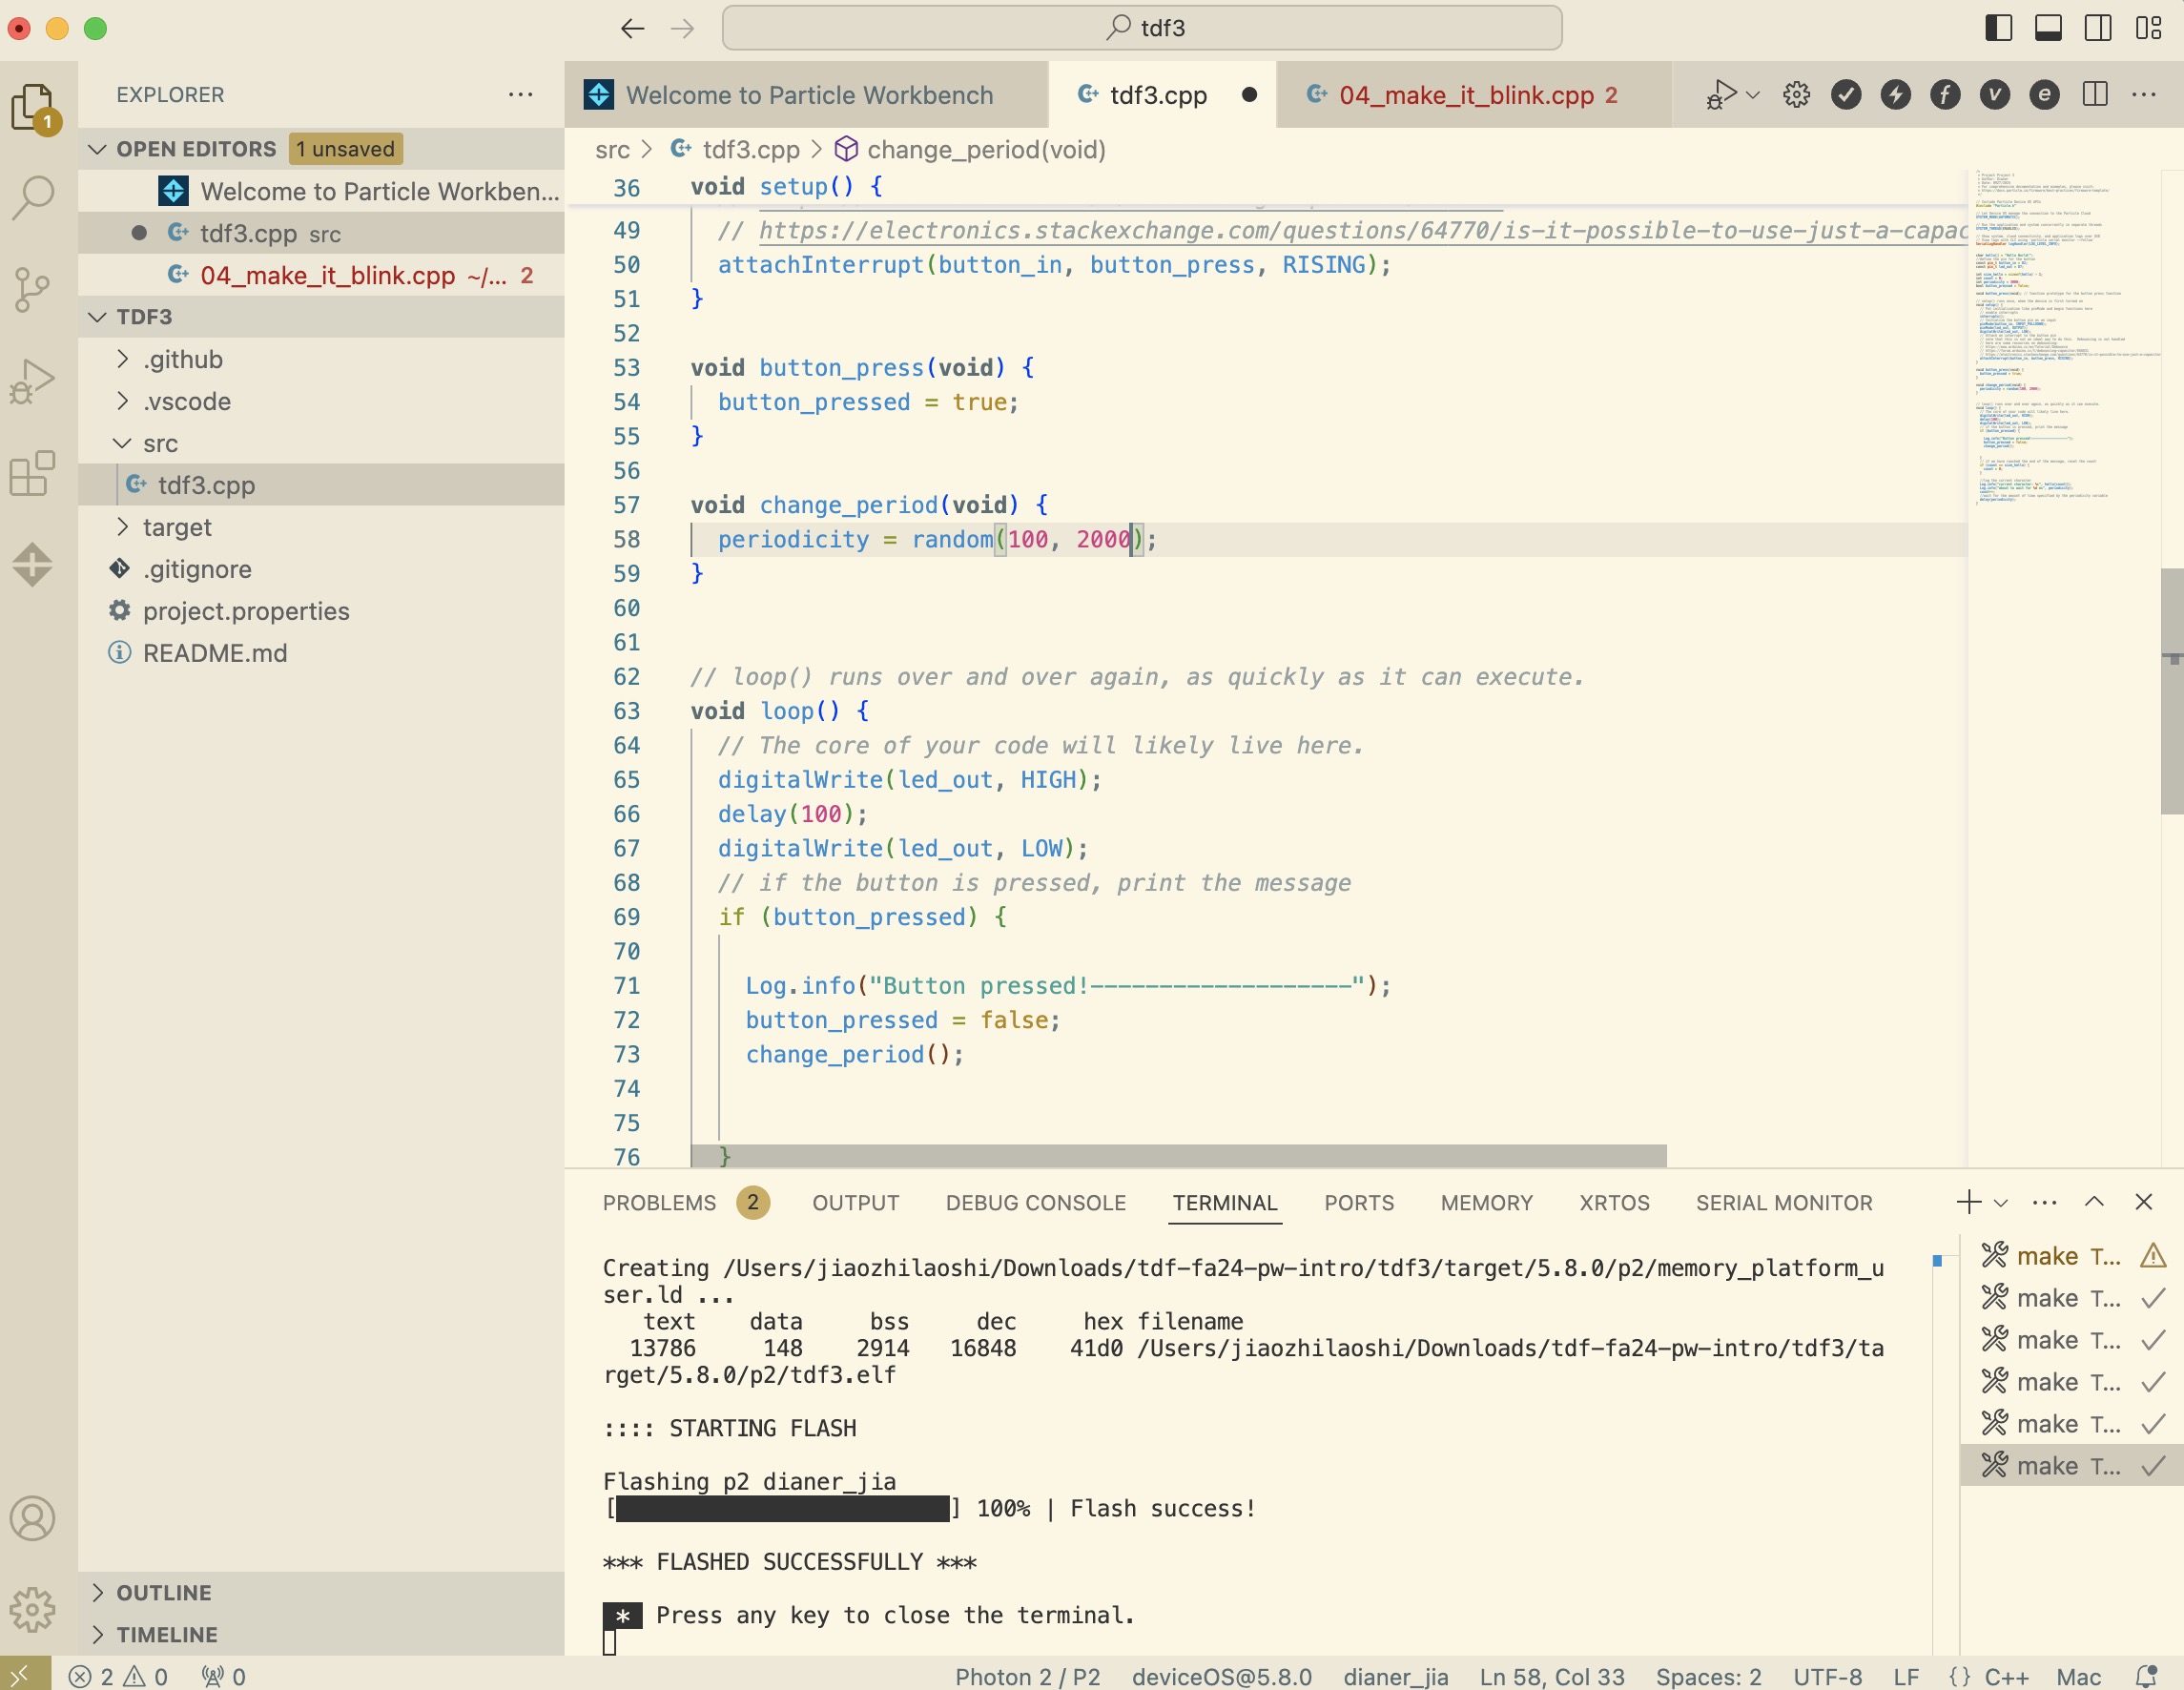 tdf3
EXPLORER
Welcome to Particle Workbench
tdf3.cpp
04_make_it_blink.cpp 2
1
OPEN EDITORS 1 unsaved
Welcome to Particle Workben...
tdf3.cpp src
04_make_it_blink.cpp ~/... 2
TDF3
.github
.vscode
src
tdf3.cpp
target
.gitignore
project.properties
README.md
OUTLINE
TIMELINE
src > tdf3.cpp > change_period(void)
36 void setup() {
49 // https://electronics.stackexchange.com/questions/64770/is-it-possible-to-use-just-a-capac
50 attachInterrupt(button_in, button_press, RISING);
51 }
52
53 void button_press(void) {
54 button_pressed = true;
55 }
56
57 void change_period(void) {
58 periodicity = random(100, 2000);
59 }
60
61
62 // loop() runs over and over again, as quickly as it can execute.
63 void loop() {
64 // The core of your code will likely live here.
65 digitalWrite(led_out, HIGH);
66 delay(100);
67 digitalWrite(led_out, LOW);
68 // if the button is pressed, print the message
69 if (button_pressed) {
70
71 Log.info("Button pressed!-------------------");
72 button_pressed = false;
73 change_period();
74
75
76 }
PROBLEMS 2 OUTPUT DEBUG CONSOLE TERMINAL PORTS MEMORY XRTOS SERIAL MONITOR
Creating /Users/jiaozhilaoshi/Downloads/tdf-fa24-pw-intro/tdf3/target/5.8.0/p2/memory_platform_u
ser.ld ...
text data bss dec hex filename
13786 148 2914 16848 41d0 /Users/jiaozhilaoshi/Downloads/tdf-fa24-pw-intro/tdf3/ta
rget/5.8.0/p2/tdf3.elf
:::: STARTING FLASH
Flashing p2 dianer_jia
[ ] 100% | Flash success!
*** FLASHED SUCCESSFULLY ***
* Press any key to close the terminal.
make T...
make T...
make T...
make T...
make T...
make T...
2 0 0 Photon 2 / P2 deviceOS@5.8.0 dianer_jia Ln 58, Col 33 Spaces: 2 UTF-8 LF {} C++ Mac